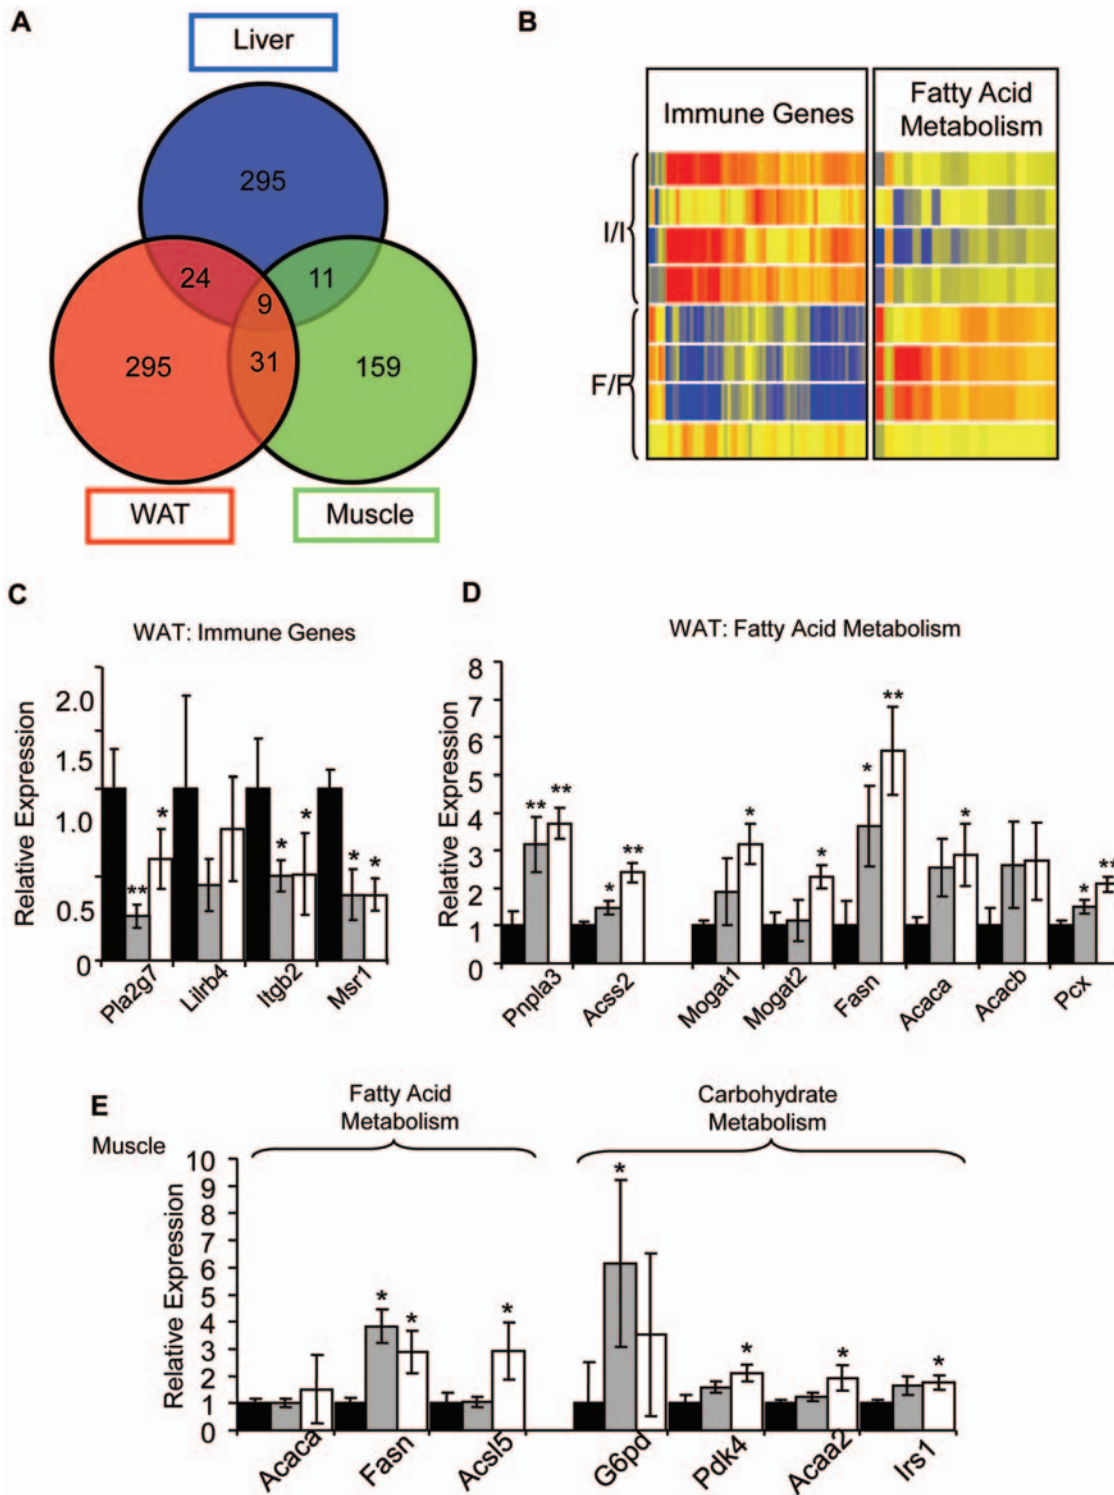 A
Liver
295
24
11
9
295
31
159
WAT
Muscle
B
Immune Genes
Fatty Acid
Metabolism
I/I
F/F
C
WAT: Immune Genes
Relative Expression
2.0
1.5
1.0
0.5
0
** * * * * *
Pla2g7 Lilrb4 Itgb2 Msr1
D
WAT: Fatty Acid Metabolism
Relative Expression
8
7
6
5
4
3
2
1
0
** ** * ** * * * ** * * **
Pnpla3 Acss2 Mogat1 Mogat2 Fasn Acaca Acacb Pcx
E
Muscle
Fatty Acid
Metabolism
Carbohydrate
Metabolism
Relative Expression
10
9
8
7
6
5
4
3
2
1
0
* * * * * * *
Acaca Fasn Acsl5 G6pd Pdk4 Acaa2 Irs1